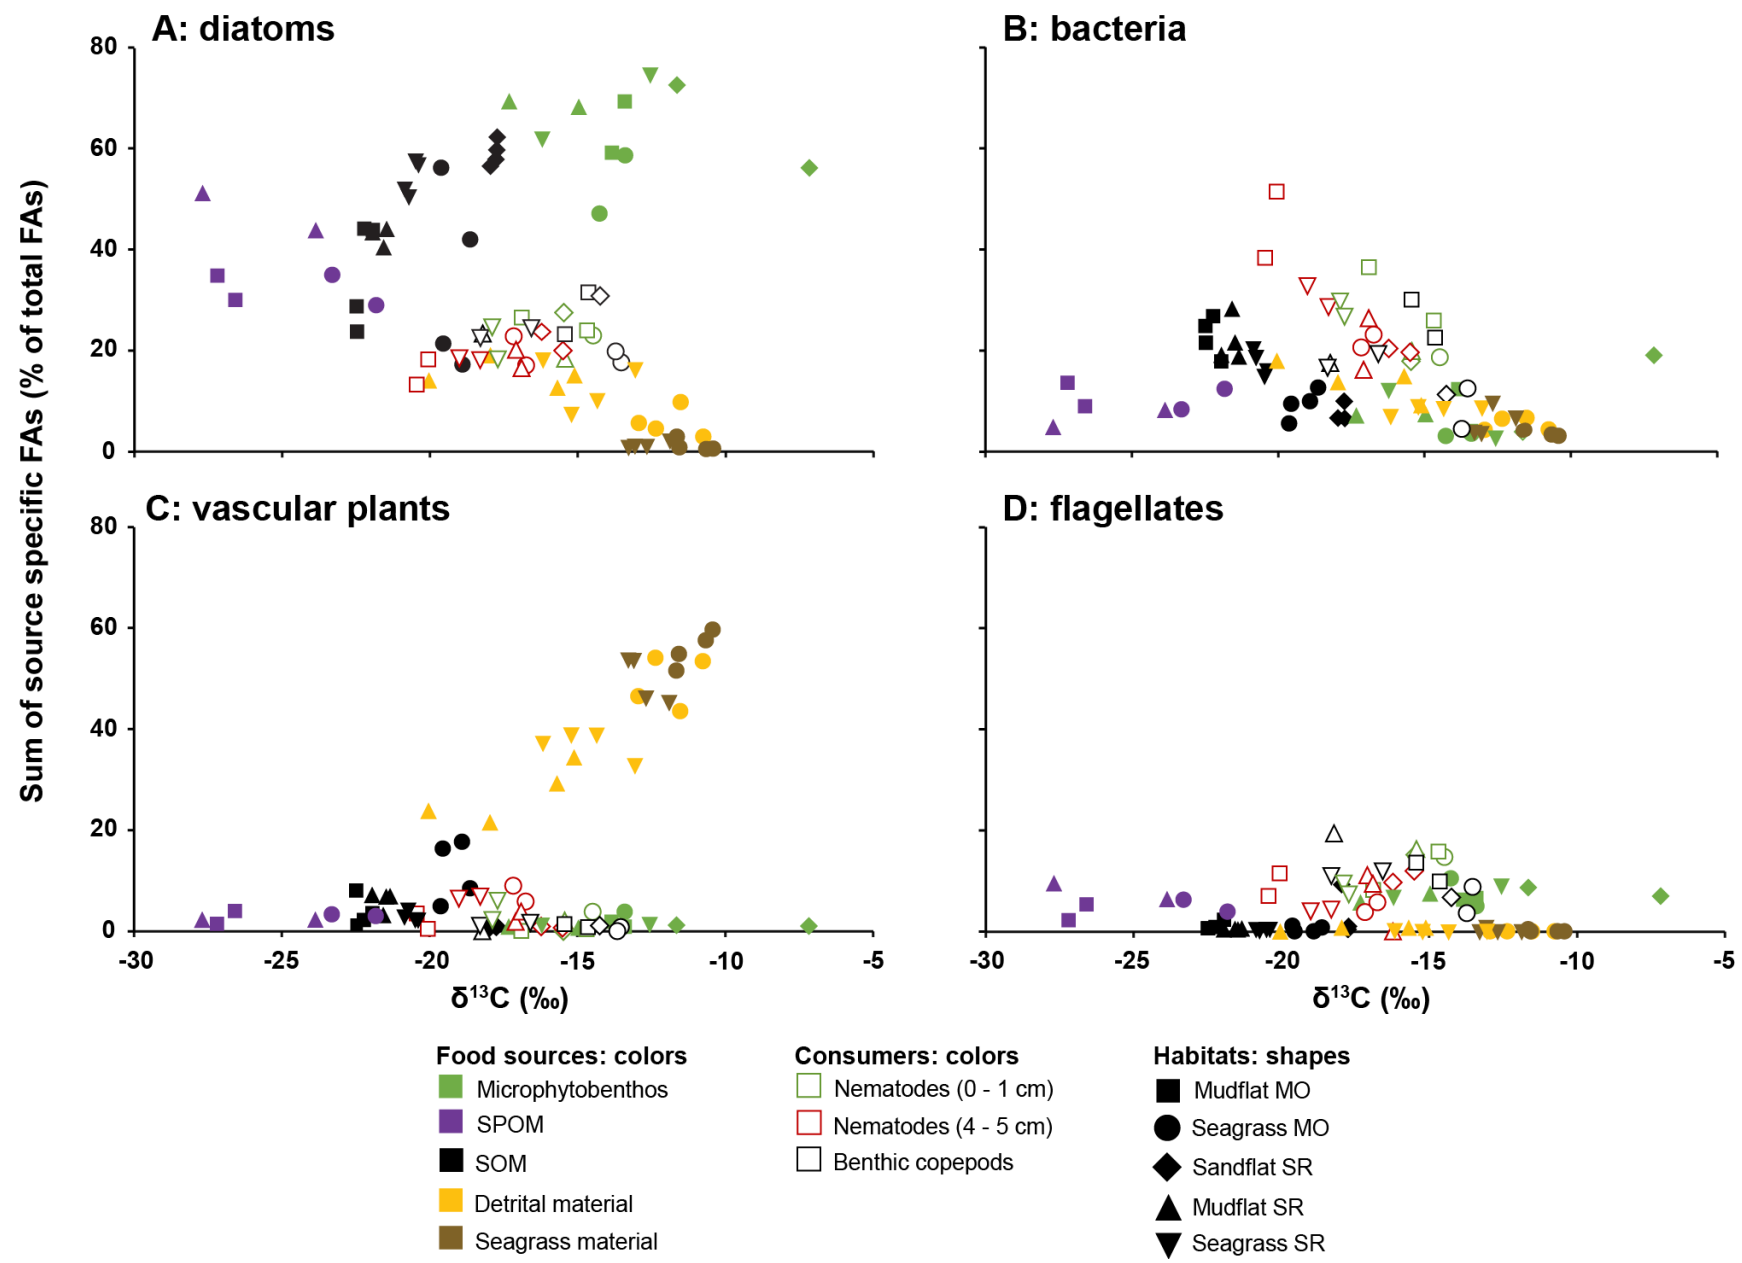 A: diatoms
B: bacteria
80
60
40
20
0
Sum of source specific FAs (% of total FAs)
C: vascular plants
D: flagellates
80
60
40
20
0
-30
-25
-20
-15
-10
-5
-30
-25
-20
-15
-10
-5
δ¹³C (‰)
δ¹³C (‰)
Food sources: colors
Microphytobenthos
SPOM
SOM
Detrital material
Seagrass material
Consumers: colors
Nematodes (0 - 1 cm)
Nematodes (4 - 5 cm)
Benthic copepods
Habitats: shapes
Mudflat MO
Seagrass MO
Sandflat SR
Mudflat SR
Seagrass SR